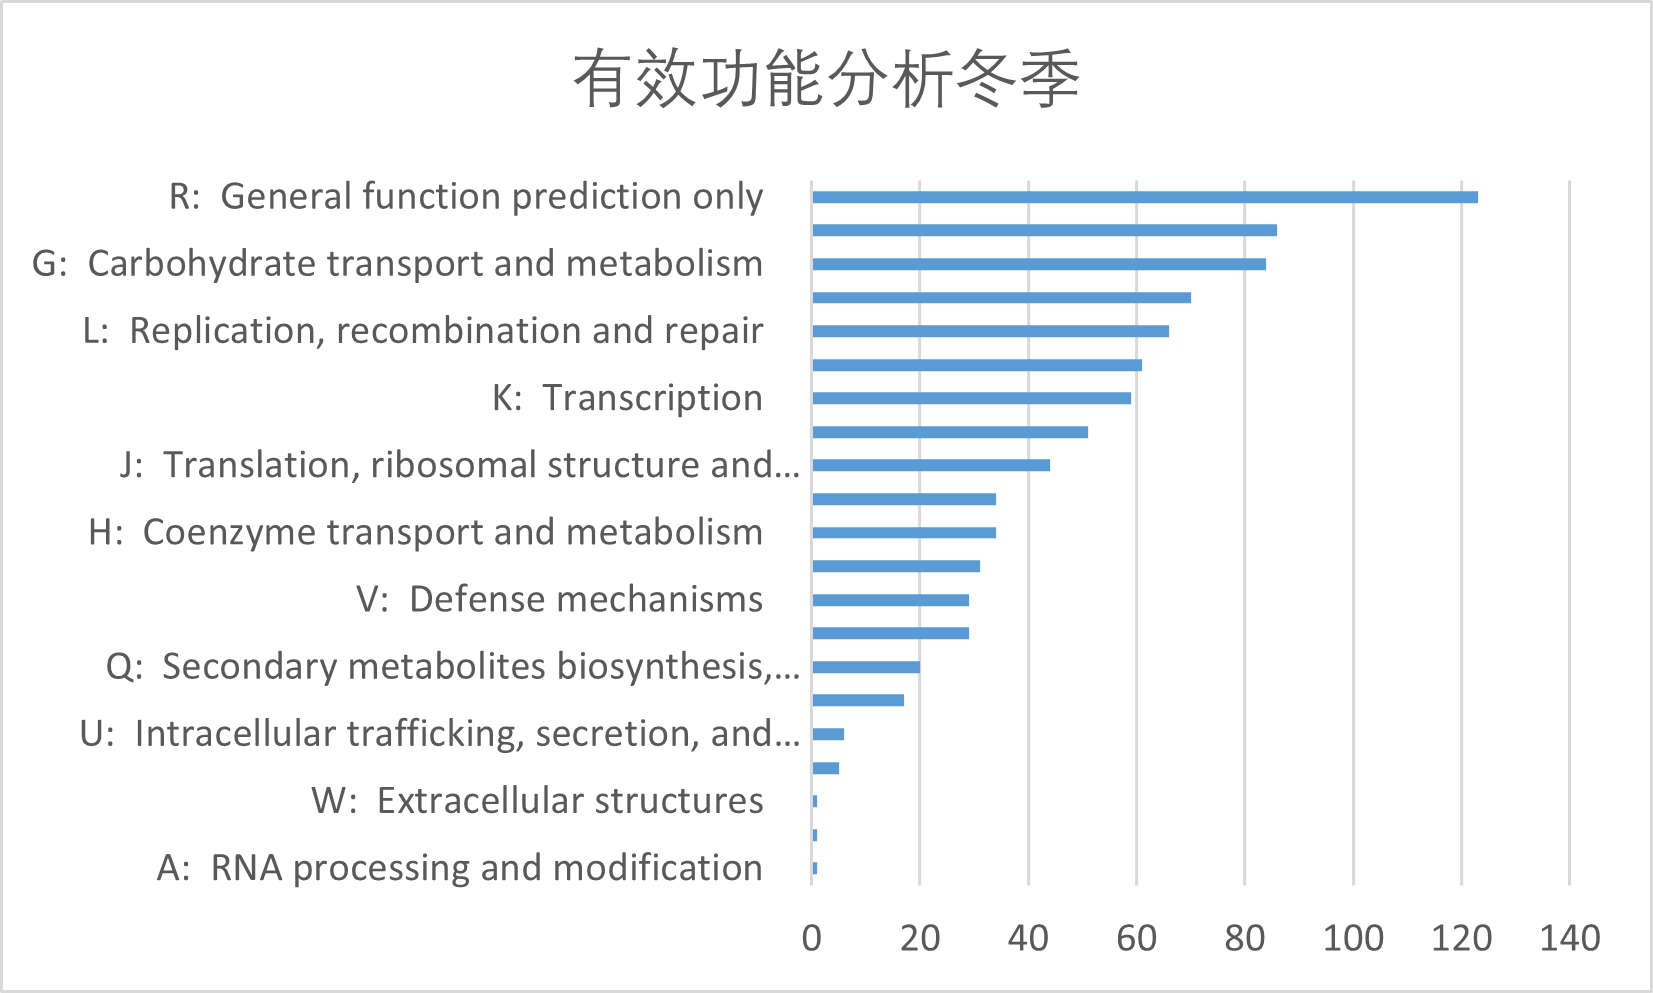 有效功能分析冬季
R:  General function prediction only
G:  Carbohydrate transport and metabolism
L:  Replication, recombination and repair
K:  Transcription
J:  Translation, ribosomal structure and…
H:  Coenzyme transport and metabolism
V:  Defense mechanisms
Q:  Secondary metabolites biosynthesis,…
U:  Intracellular trafficking, secretion, and…
W:  Extracellular structures
A:  RNA processing and modification
0 20 40 60 80 100 120 140